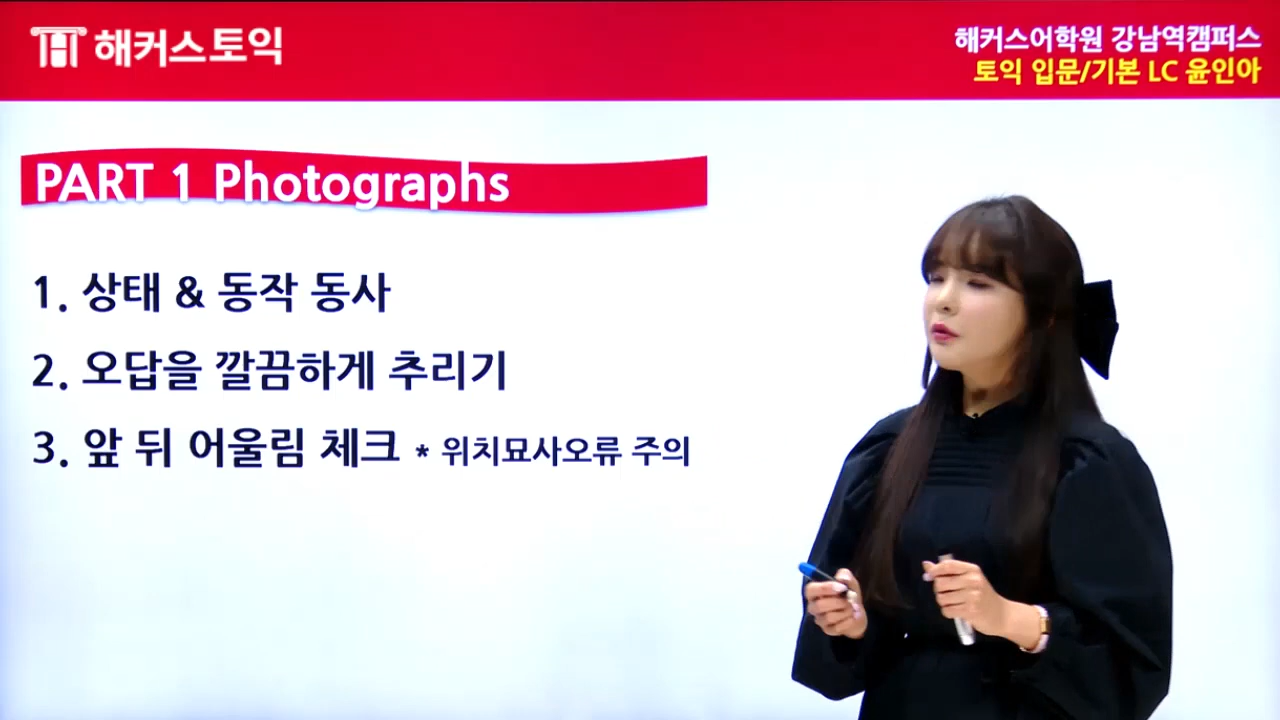 해커스토익
해커스어학원 강남역캠퍼스
토익 입문/기본 LC 윤인아
PART 1 Photographs
1. 상태 & 동작 동사
2. 오답을 깔끔하게 추리기
3. 앞 뒤 어울림 체크 * 위치묘사오류 주의